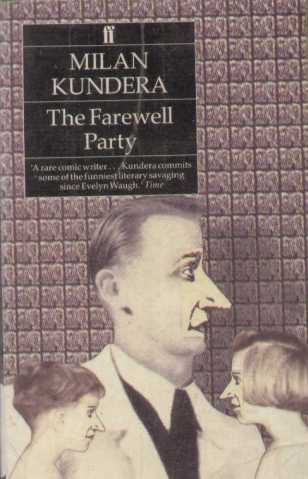 ff
MILAN
KUNDERA
The Farewell
Party
'A rare comic writer . . . Kundera commits
some of the funniest literary savaging
since Evelyn Waugh.' Time